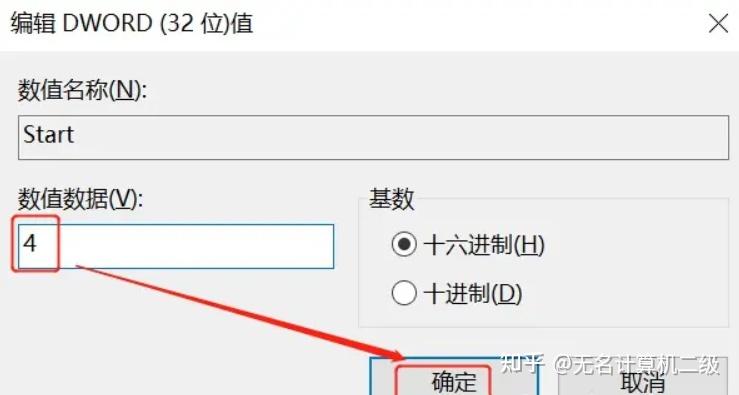 编辑 DWORD (32 位)值
数值名称(N):
Start
数值数据(V):
4
基数
十六进制(H)
十进制(D)
确定
取消
知乎 @无名计算机二级